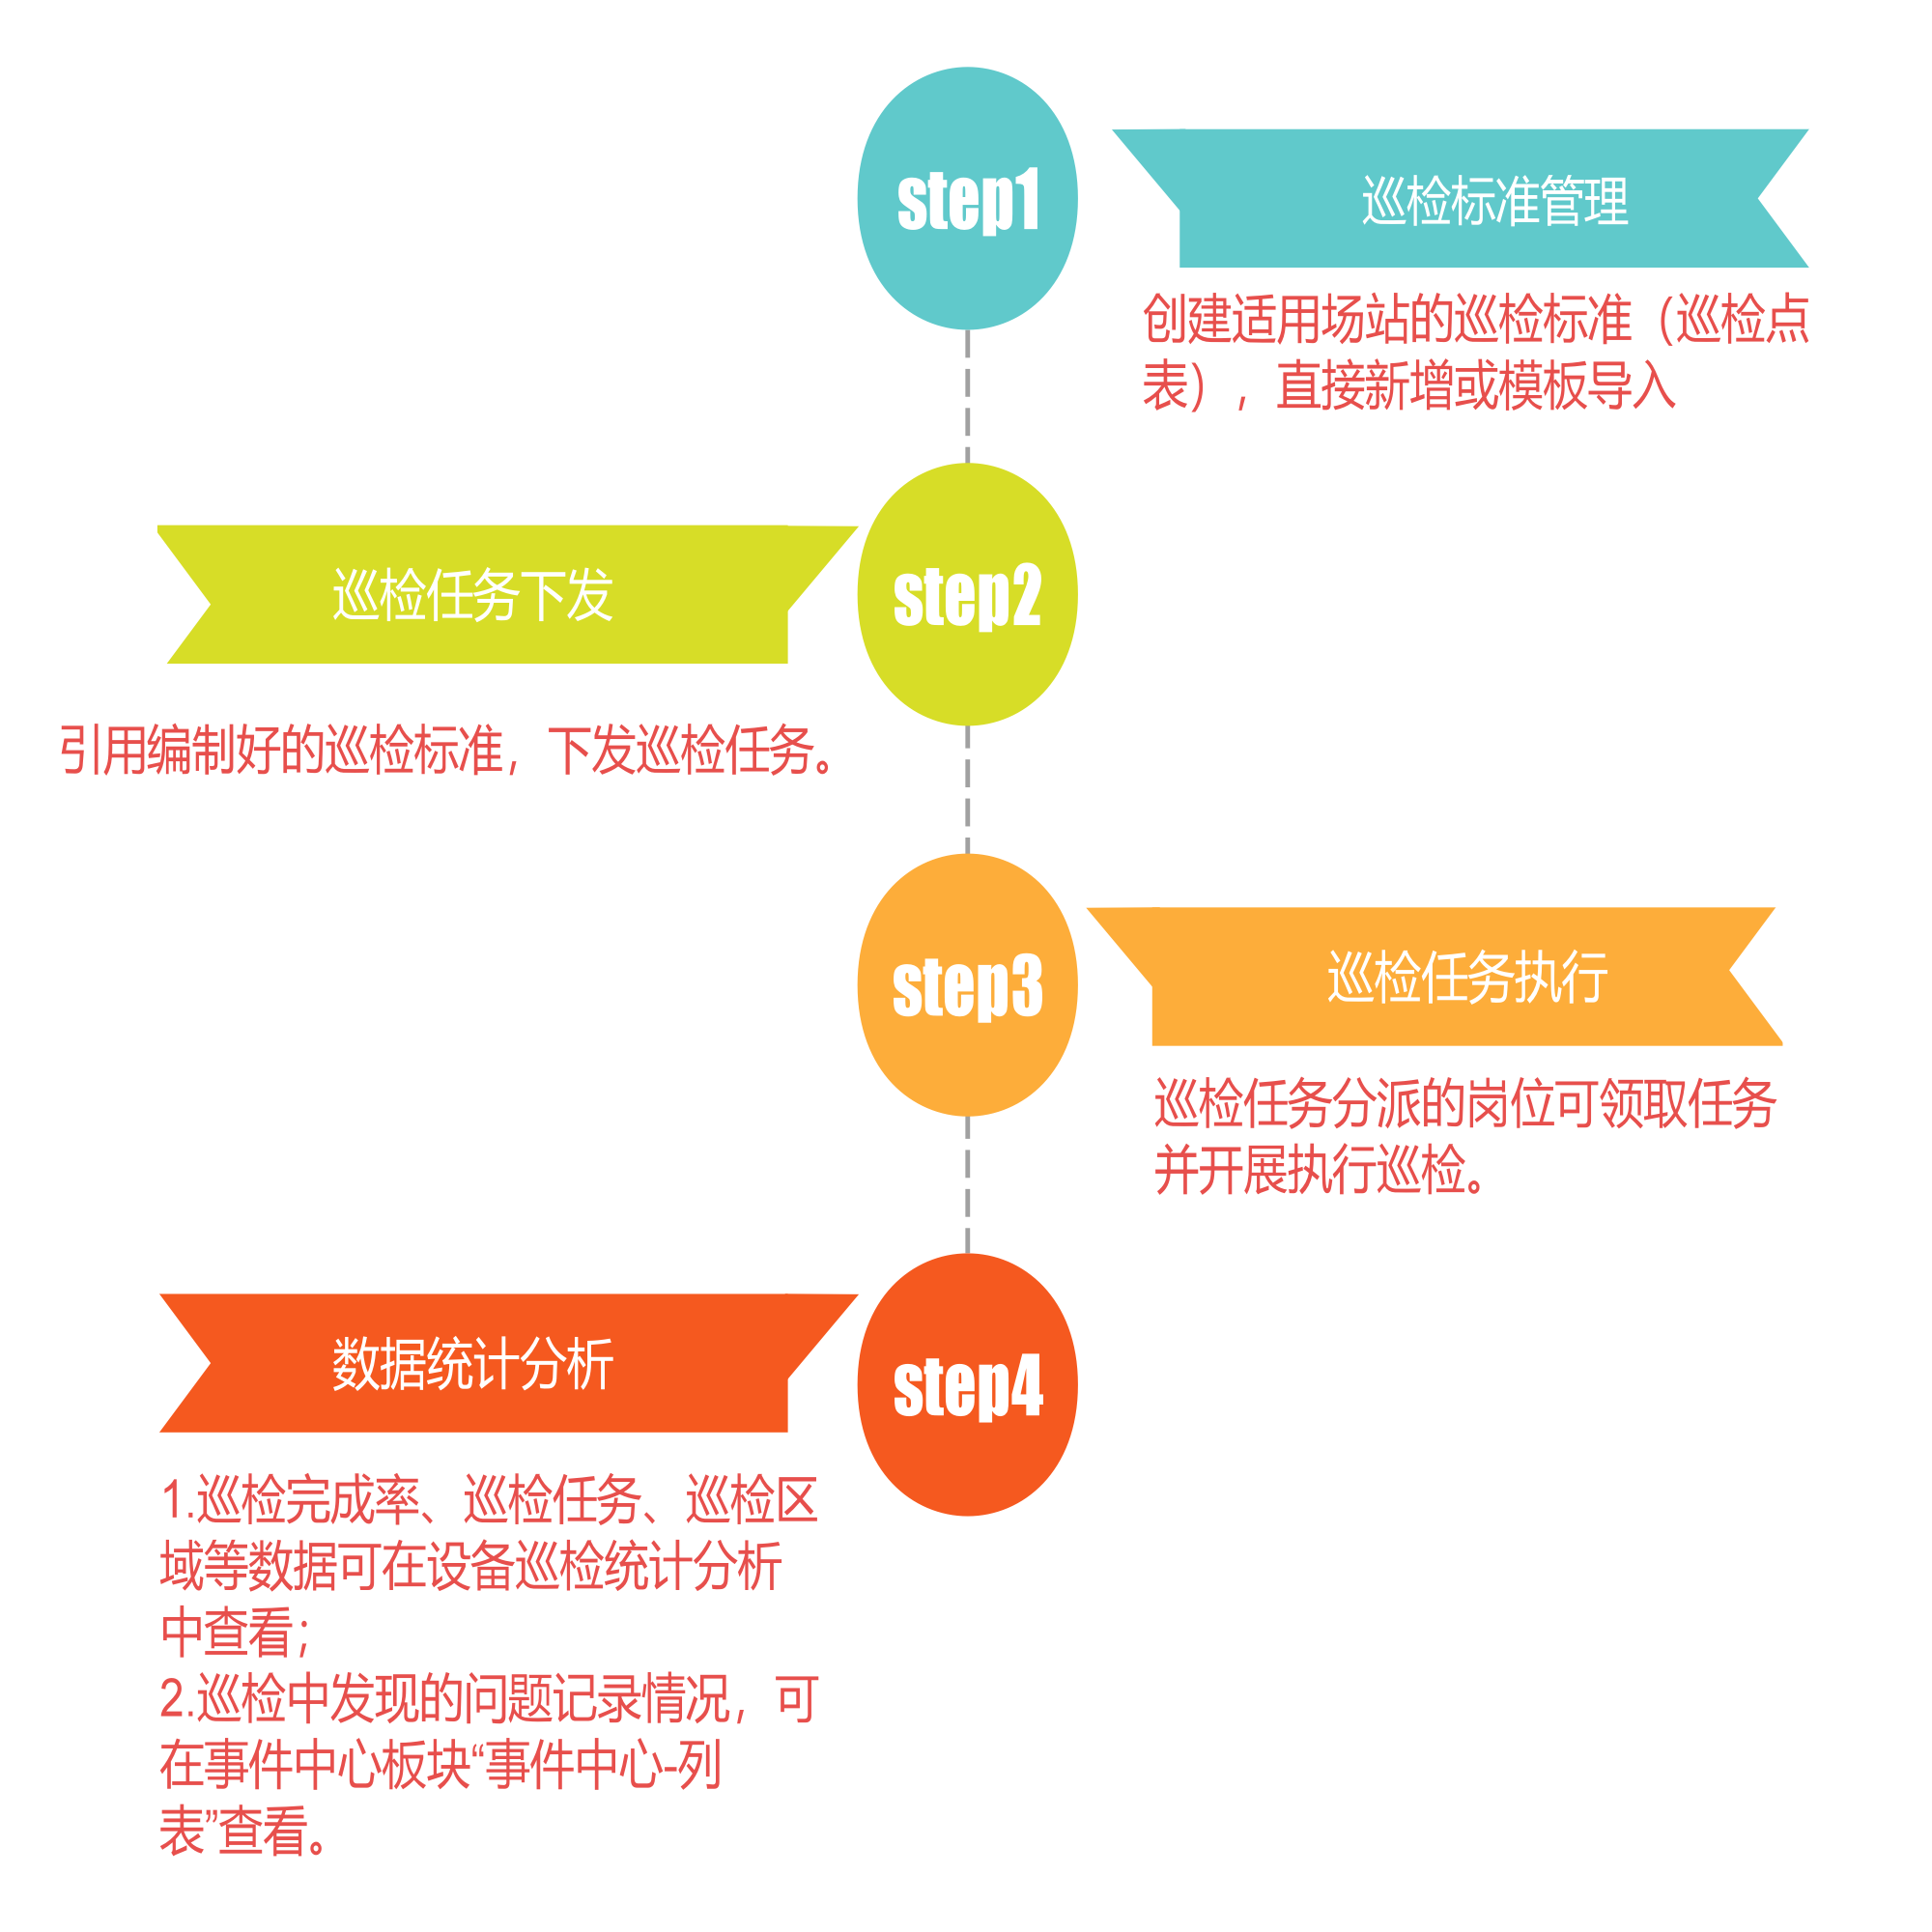 step1
巡检标准管理
创建适用场站的巡检标准（巡检点
表），直接新增或模板导入
step2
巡检任务下发
引用编制好的巡检标准，下发巡检任务。
step3
巡检任务执行
巡检任务分派的岗位可领取任务
并开展执行巡检。
step4
数据统计分析
1.巡检完成率、巡检任务、巡检区
域等数据可在设备巡检统计分析
中查看；
2.巡检中发现的问题记录情况，可
在事件中心板块“事件中心-列
表”查看。